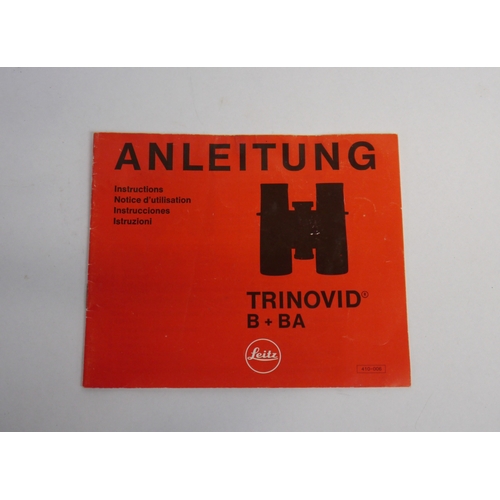 ANLEITUNG
Instructions
Notice d'utilisation
Instrucciones
Istruzioni
TRINOVID®
B + BA
Leitz